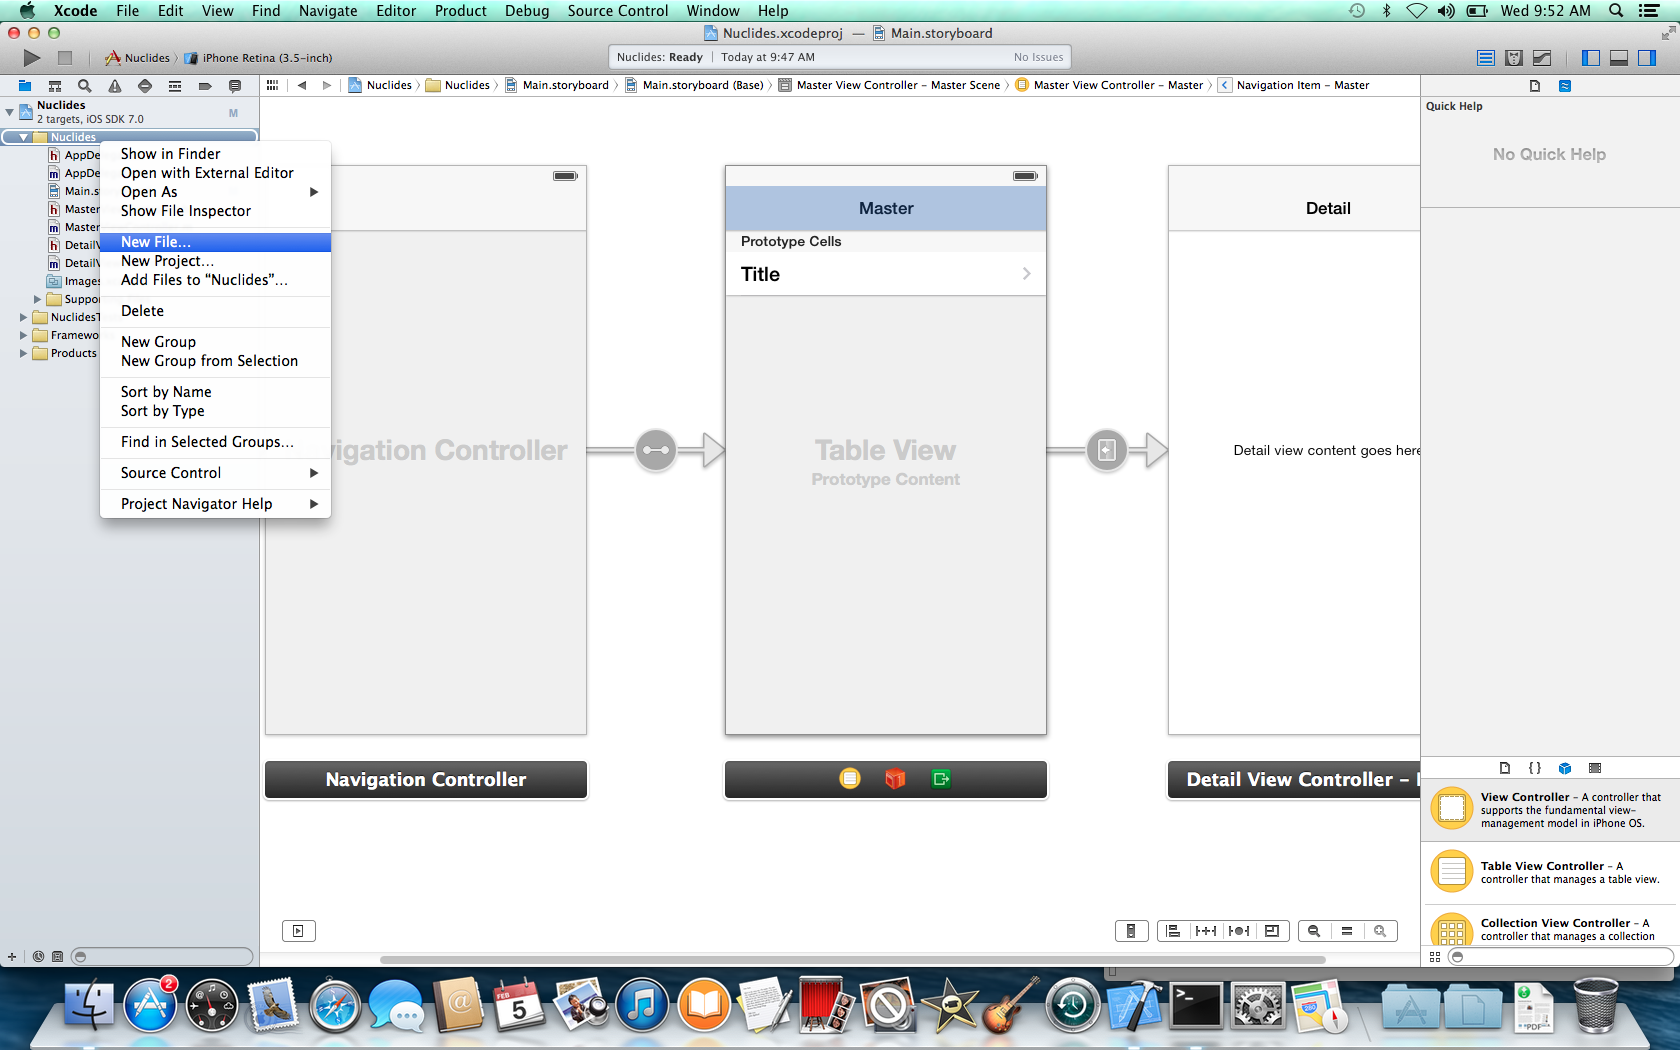 Xcode File Edit View Find Navigate Editor Product Debug Source Control Window Help Wed 9:52 AM
Nuclides.xcodeproj — Main.storyboard
Nuclides iPhone Retina (3.5-inch)
Nuclides: Ready Today at 9:47 AM No Issues
Nuclides Nuclides Main.storyboard Main.storyboard (Base) Master View Controller – Master Scene Master View Controller – Master Navigation Item – Master
Nuclides
2 targets, iOS SDK 7.0 M
Nuclides
AppDe
AppDe
Main.s
Master
Master
DetailV
DetailV
Images
Suppo
NuclidesT
Framewo
Products
Show in Finder
Open with External Editor
Open As
Show File Inspector
New File...
New Project...
Add Files to “Nuclides”...
Delete
New Group
New Group from Selection
Sort by Name
Sort by Type
Find in Selected Groups...
Source Control
Project Navigator Help
vigation Controller
Navigation Controller
Master
Prototype Cells
Title
Table View
Prototype Content
Detail
Detail view content goes here
Detail View Controller –
Quick Help
No Quick Help
View Controller – A controller that
supports the fundamental view-
management model in iPhone OS.
Table View Controller – A
controller that manages a table view.
Collection View Controller – A
controller that manages a collection
2
FEB
5
280
PDF